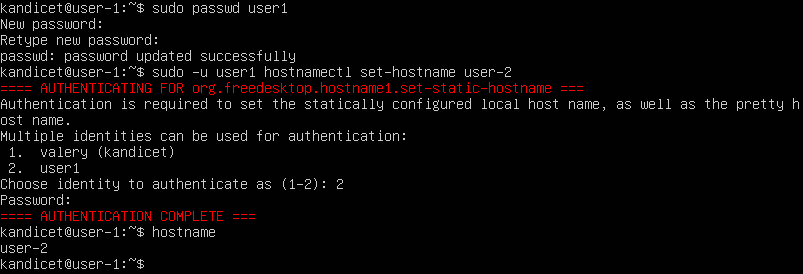 kandicet@user-1:~$ sudo passwd user1
New password:
Retype new password:
passwd: password updated successfully
kandicet@user-1:~$ sudo -u user1 hostnamectl set-hostname user-2
==== AUTHENTICATING FOR org.freedesktop.hostname1.set-static-hostname ===
Authentication is required to set the statically configured local host name, as well as the pretty h
ost name.
Multiple identities can be used for authentication:
 1.  valery (kandicet)
 2.  user1
Choose identity to authenticate as (1-2): 2
Password:
==== AUTHENTICATION COMPLETE ===
kandicet@user-1:~$ hostname
user-2
kandicet@user-1:~$